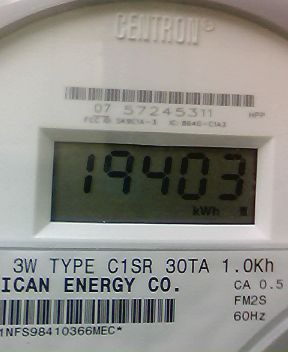 CENTRON®
07 57245311 HPP
19403
kWh
3W TYPE C1SR 30TA 1.0Kh
ICAN ENERGY CO. CA 0.5
FM2S
60Hz
1NFS98410366MEC*